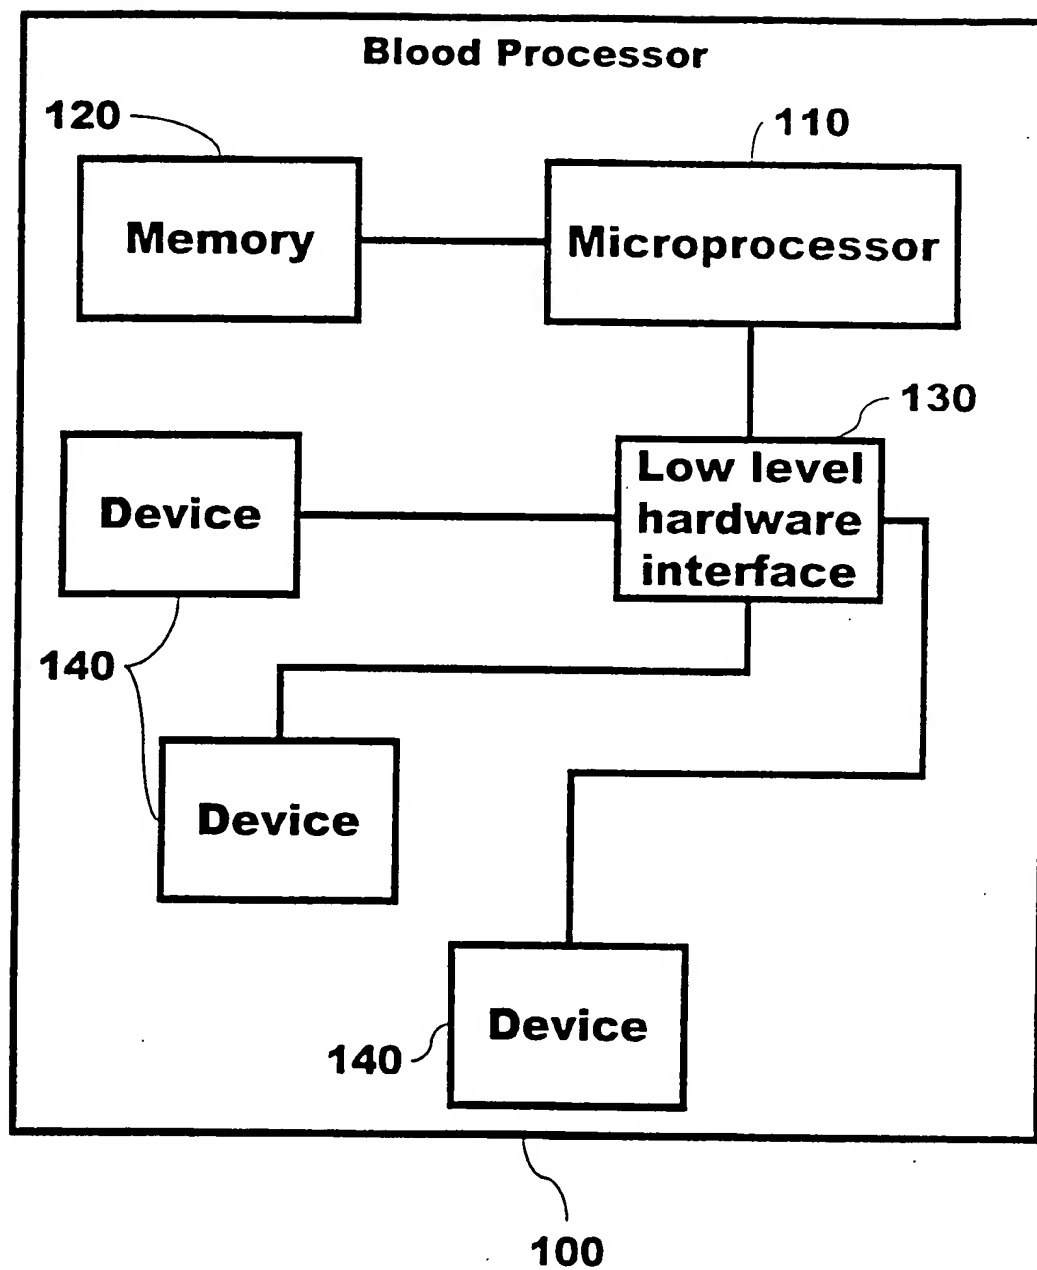 Blood Processor
120
110
Memory
Microprocessor
130
Low level
hardware
interface
Device
140
Device
Device
140
100